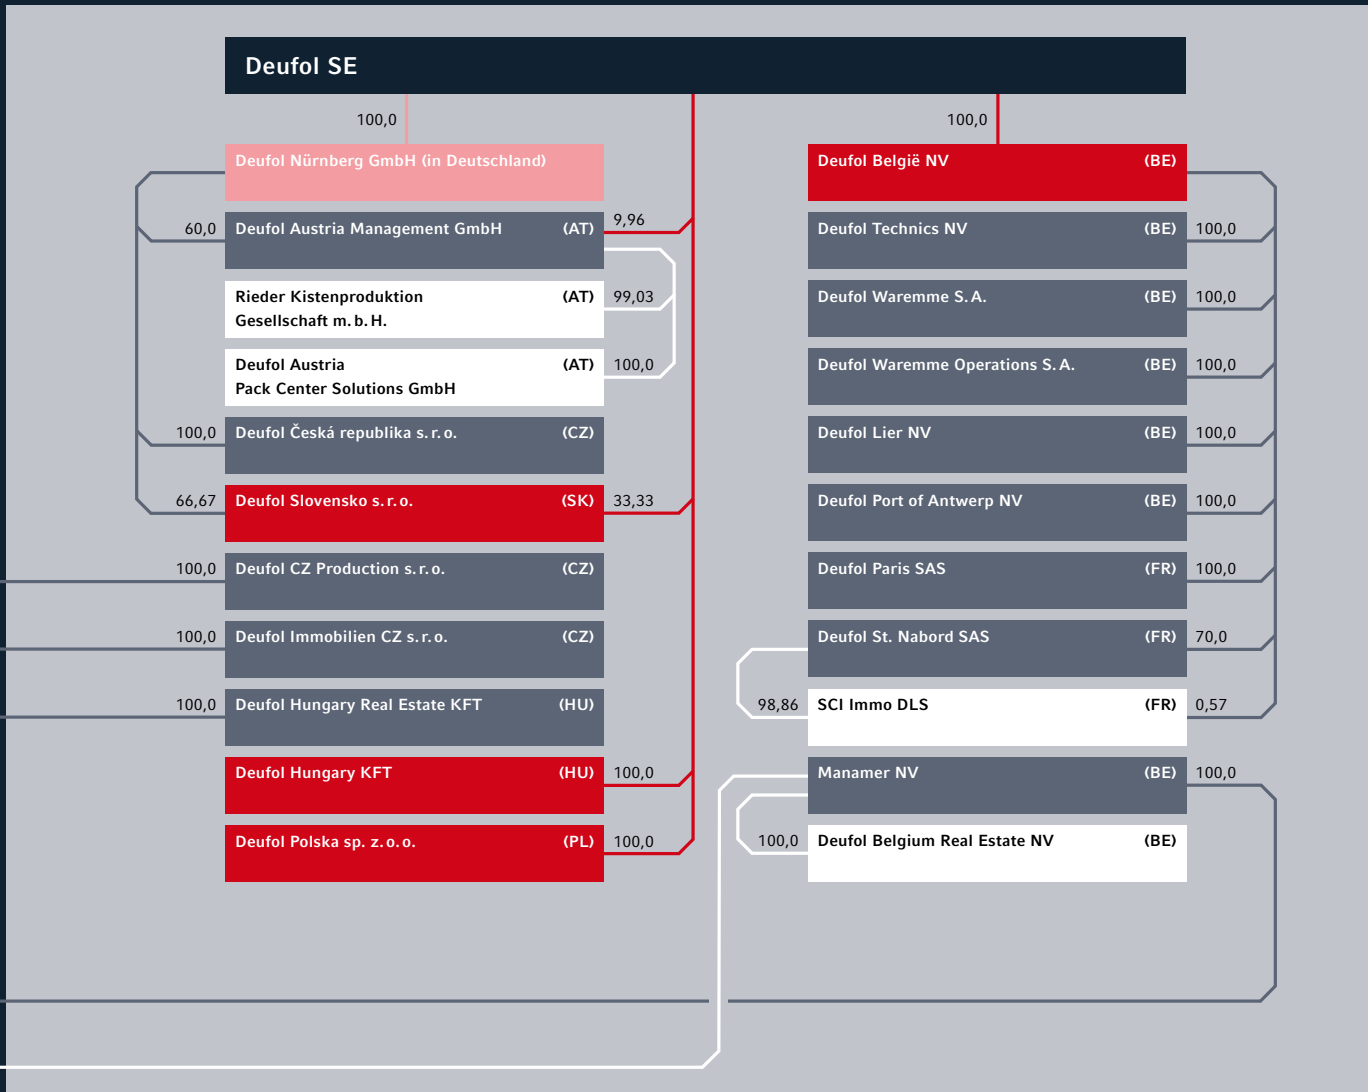 Deufol SE
100,0
Deufol Nürnberg GmbH (in Deutschland)
60,0 Deufol Austria Management GmbH (AT) 9,96
Rieder Kistenproduktion (AT) 99,03
Gesellschaft m. b. H.
Deufol Austria (AT) 100,0
Pack Center Solutions GmbH
100,0 Deufol Česká republika s. r. o. (CZ)
66,67 Deufol Slovensko s. r. o. (SK) 33,33
100,0 Deufol CZ Production s. r. o. (CZ)
100,0 Deufol Immobilien CZ s. r. o. (CZ)
100,0 Deufol Hungary Real Estate KFT (HU)
Deufol Hungary KFT (HU) 100,0
Deufol Polska sp. z. o. o. (PL) 100,0
100,0
Deufol België NV (BE)
Deufol Technics NV (BE) 100,0
Deufol Waremme S. A. (BE) 100,0
Deufol Waremme Operations S. A. (BE) 100,0
Deufol Lier NV (BE) 100,0
Deufol Port of Antwerp NV (BE) 100,0
Deufol Paris SAS (FR) 100,0
Deufol St. Nabord SAS (FR) 70,0
98,86 SCI Immo DLS (FR) 0,57
Manamer NV (BE) 100,0
100,0 Deufol Belgium Real Estate NV (BE)